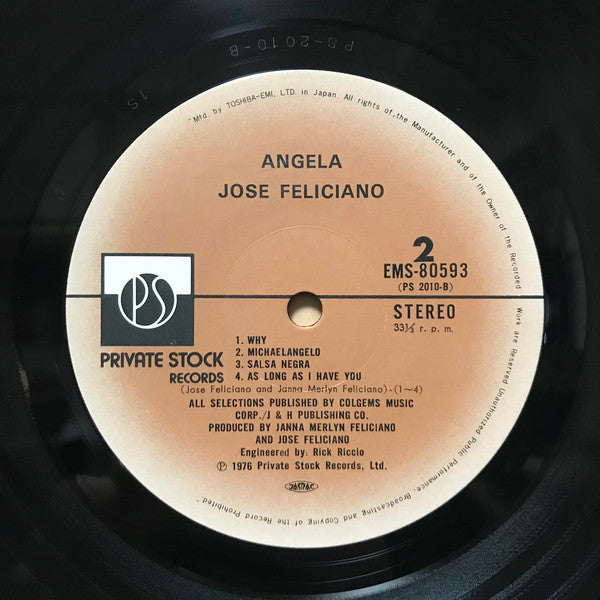 PS-2010-B
1S
Mfd. by TOSHIBA-EMI, LTD. in Japan. All rights of the Manufacturer and of the Owner of the Recorded Work are Reserved. Unauthorized Public Performance, Broadcasting and Copying of the Record Prohibited
ANGELA
JOSE FELICIANO
2
EMS-80593
(PS 2010-B)
STEREO
33⅓ r. p. m.
PS
PRIVATE STOCK
RECORDS
1. WHY
2. MICHAELANGELO
3. SALSA NEGRA
4. AS LONG AS I HAVE YOU
(Jose Feliciano and Janna Merlyn Feliciano)-(1〜4)
ALL SELECTIONS PUBLISHED BY COLGEMS MUSIC
CORP./J & H PUBLISHING CO.
PRODUCED BY JANNA MERLYN FELICIANO
AND JOSE FELICIANO
Engineered by: Rick Riccio
℗ 1976 Private Stock Records, Ltd.
JASRAC